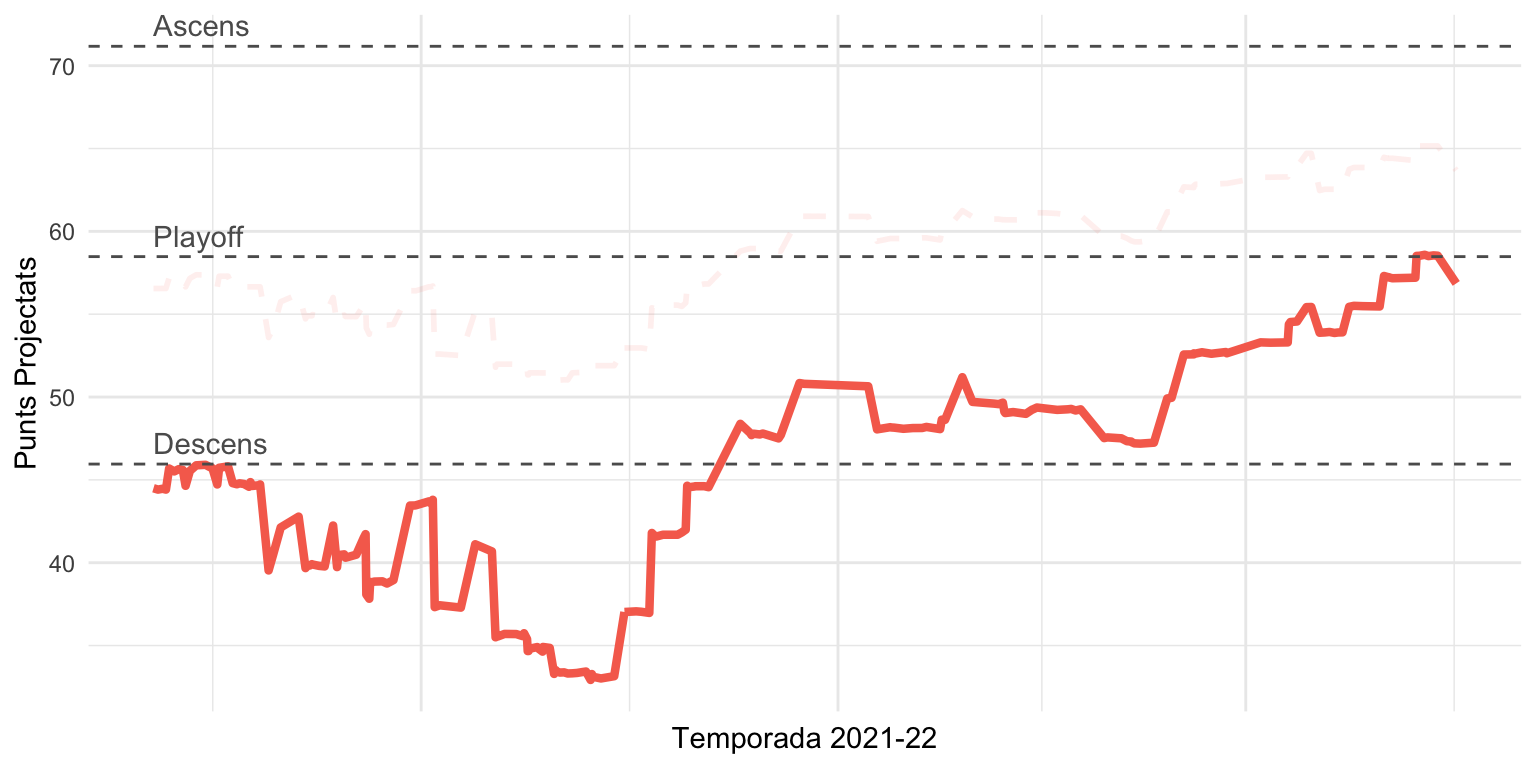 Ascens
70
60
Playoff
50
Descens
40
Punts Projectats
Temporada 2021-22